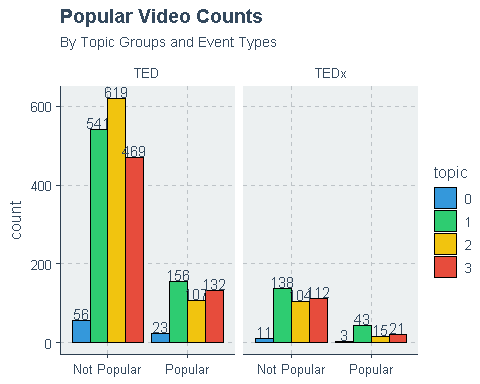 Popular Video Counts
By Topic Groups and Event Types
TED TEDx
600
400
200
0
count
56 541 619 469 23 156 107 132
11 138 104 112 3 43 15 21
Not Popular Popular Not Popular Popular
topic
0
1
2
3